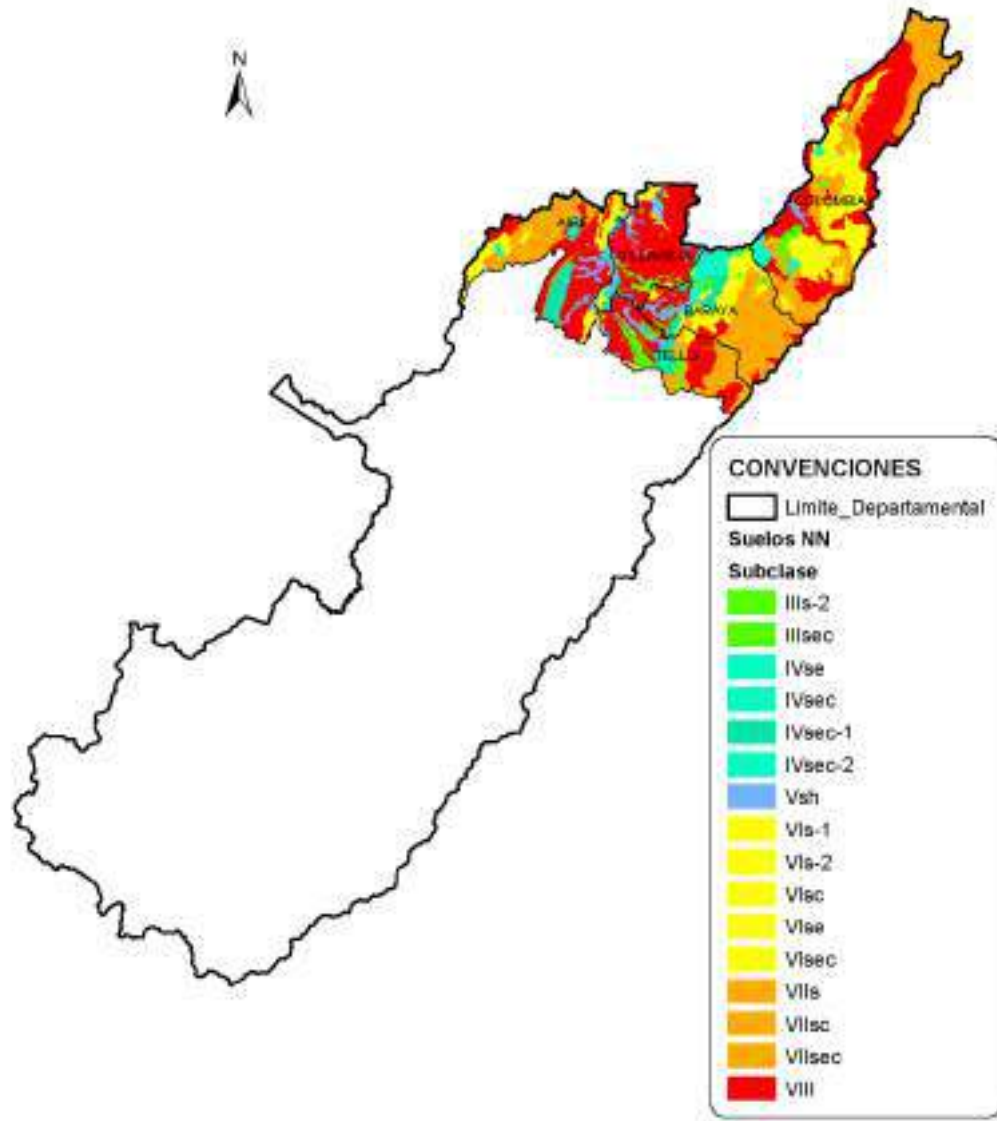 N
COLOMBIA
AIPE
BARAYA
TELLO
CONVENCIONES
Limite_Departamental
Suelos NN
Subclase
IIIs-2
IIIsec
IVse
IVsec
IVsec-1
IVsec-2
Vsh
VIs-1
VIs-2
VIsc
VIse
VIsec
VIIs
VIIsc
VIIsec
VIII